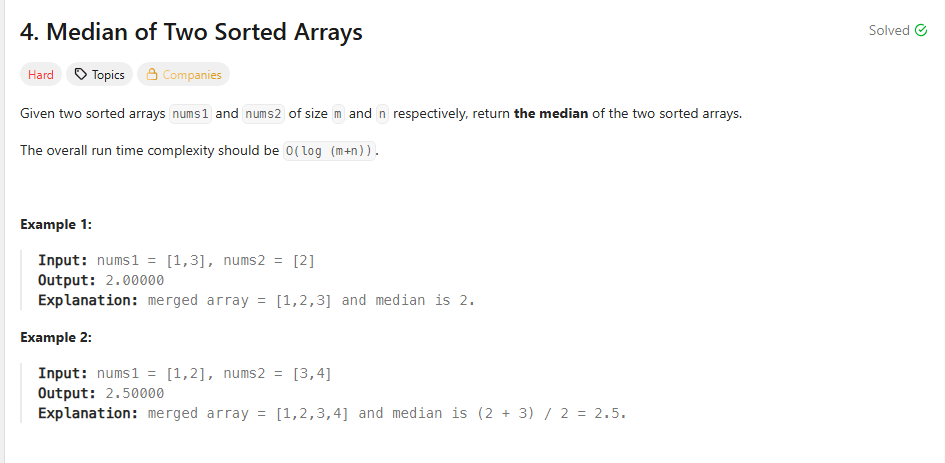 4. Median of Two Sorted Arrays
Solved
Hard Topics Companies
Given two sorted arrays nums1 and nums2 of size m and n respectively, return the median of the two sorted arrays.
The overall run time complexity should be O(log (m+n)).
Example 1:
Input: nums1 = [1,3], nums2 = [2]
Output: 2.00000
Explanation: merged array = [1,2,3] and median is 2.
Example 2:
Input: nums1 = [1,2], nums2 = [3,4]
Output: 2.50000
Explanation: merged array = [1,2,3,4] and median is (2 + 3) / 2 = 2.5.